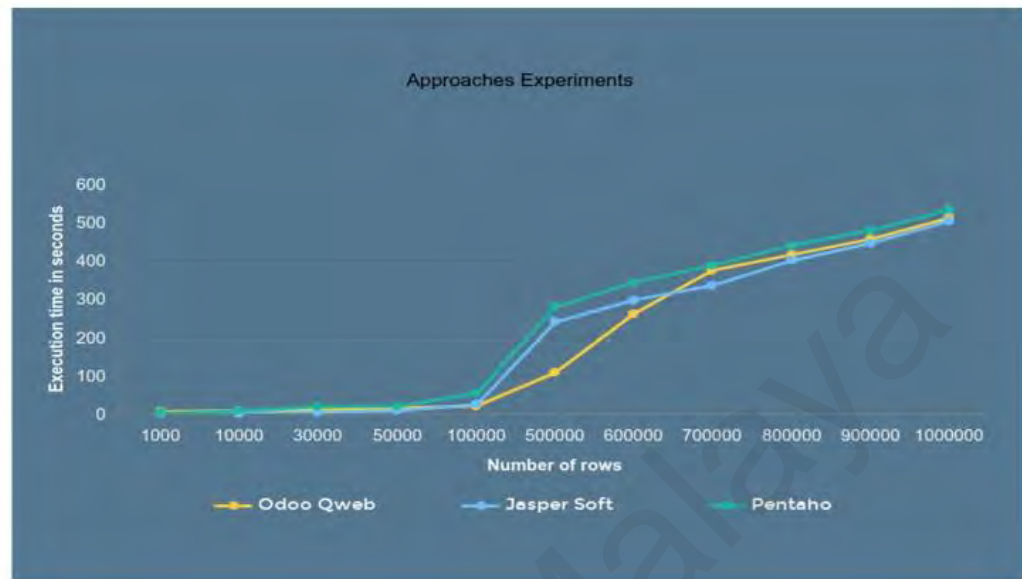 Approaches Experiments
Execution time in seconds
600
500
400
300
200
100
0
1000 10000 30000 50000 100000 500000 600000 700000 800000 900000 1000000
Number of rows
Odoo Qweb Jasper Soft Pentaho
Malaya